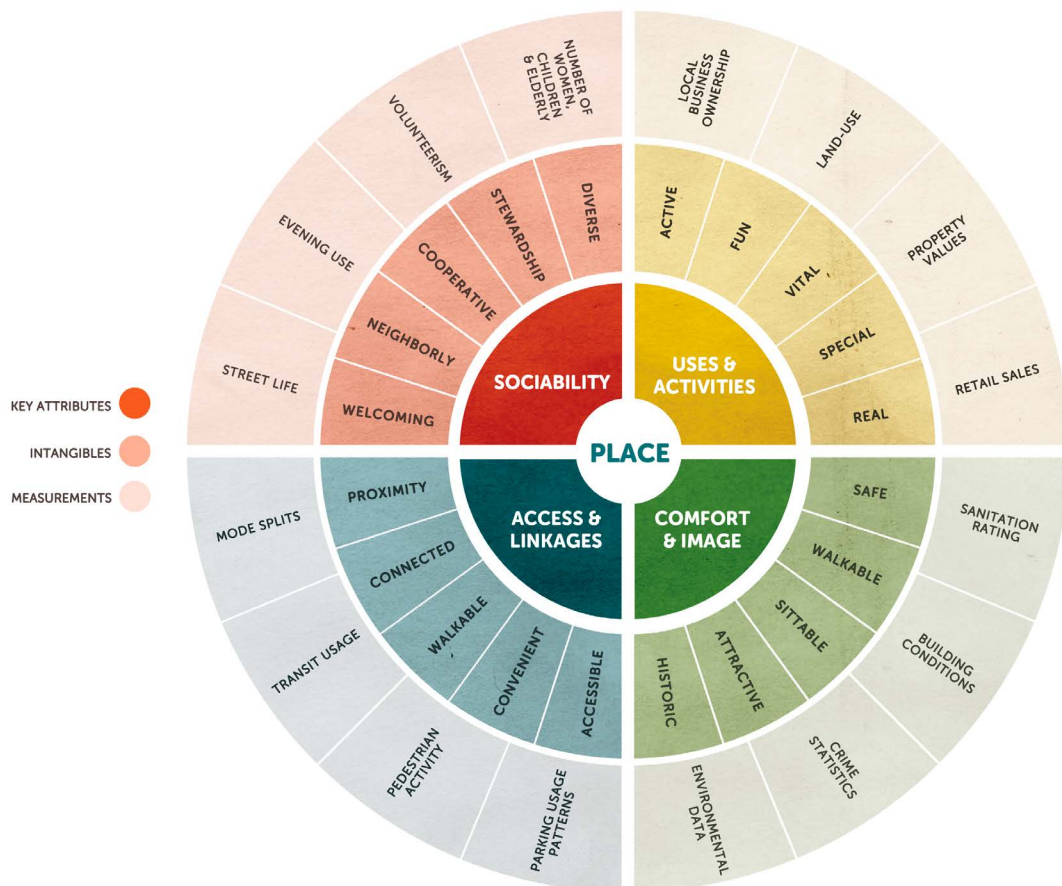 KEY ATTRIBUTES
INTANGIBLES
MEASUREMENTS
PLACE
SOCIABILITY
USES &
ACTIVITIES
ACCESS &
LINKAGES
COMFORT
& IMAGE
WELCOMING
NEIGHBORLY
COOPERATIVE
STEWARDSHIP
DIVERSE
ACTIVE
FUN
VITAL
SPECIAL
REAL
SAFE
WALKABLE
SITTABLE
ATTRACTIVE
HISTORIC
ACCESSIBLE
CONVENIENT
WALKABLE
CONNECTED
PROXIMITY
STREET LIFE
EVENING USE
VOLUNTEERISM
NUMBER OF
WOMEN,
CHILDREN
& ELDERLY
LOCAL
BUSINESS
OWNERSHIP
LAND-USE
PROPERTY
VALUES
RETAIL SALES
SANITATION
RATING
BUILDING
CONDITIONS
CRIME
STATISTICS
ENVIRONMENTAL
DATA
PARKING USAGE
PATTERNS
PEDESTRIAN
ACTIVITY
TRANSIT USAGE
MODE SPLITS